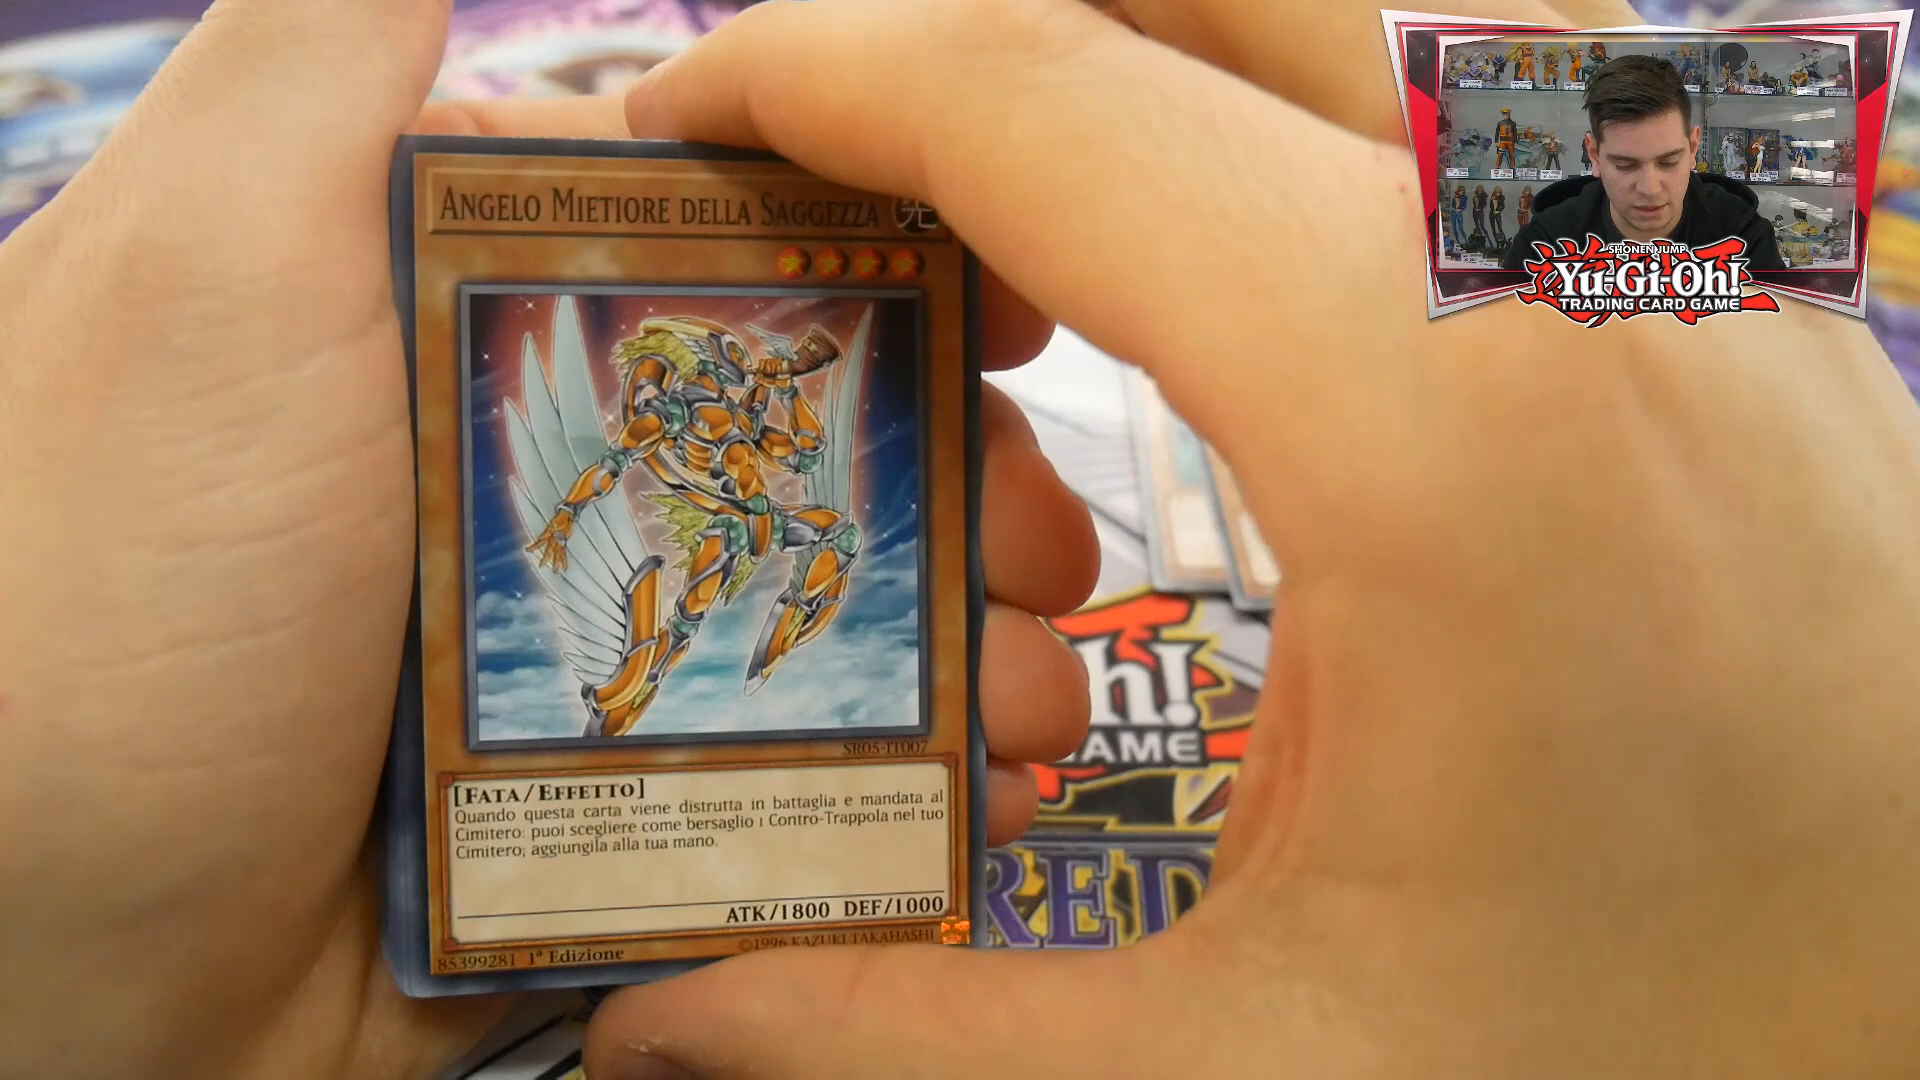 ANGELO MIETIORE DELLA SAGGEZZA 光
SR05-IT007
[FATA/EFFETTO]
Quando questa carta viene distrutta in battaglia e mandata al
Cimitero: puoi scegliere come bersaglio 1 Contro-Trappola nel tuo
Cimitero; aggiungila alla tua mano.
ATK/1800 DEF/1000
85399281 1ª Edizione
©1996 KAZUKI TAKAHASHI
SHONEN JUMP
Yu-Gi-Oh!
TRADING CARD GAME
h!
AME
RED